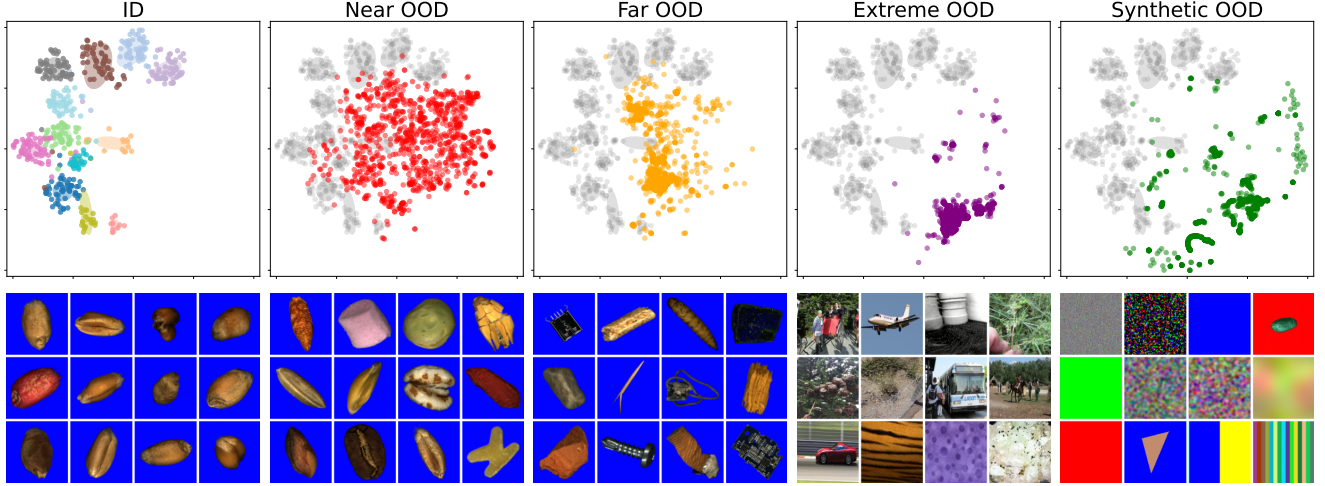 ID
Near OOD
Far OOD
Extreme OOD
Synthetic OOD